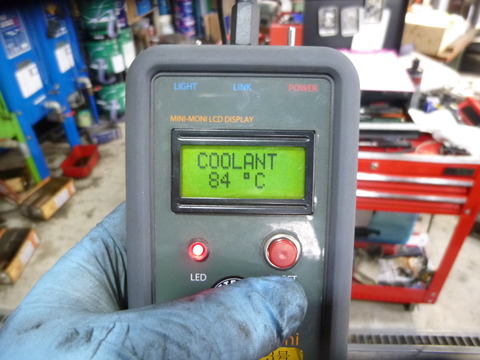 LIGHT LINK POWER
MINI-MONI LCD DISPLAY
COOLANT
84 °C
LED